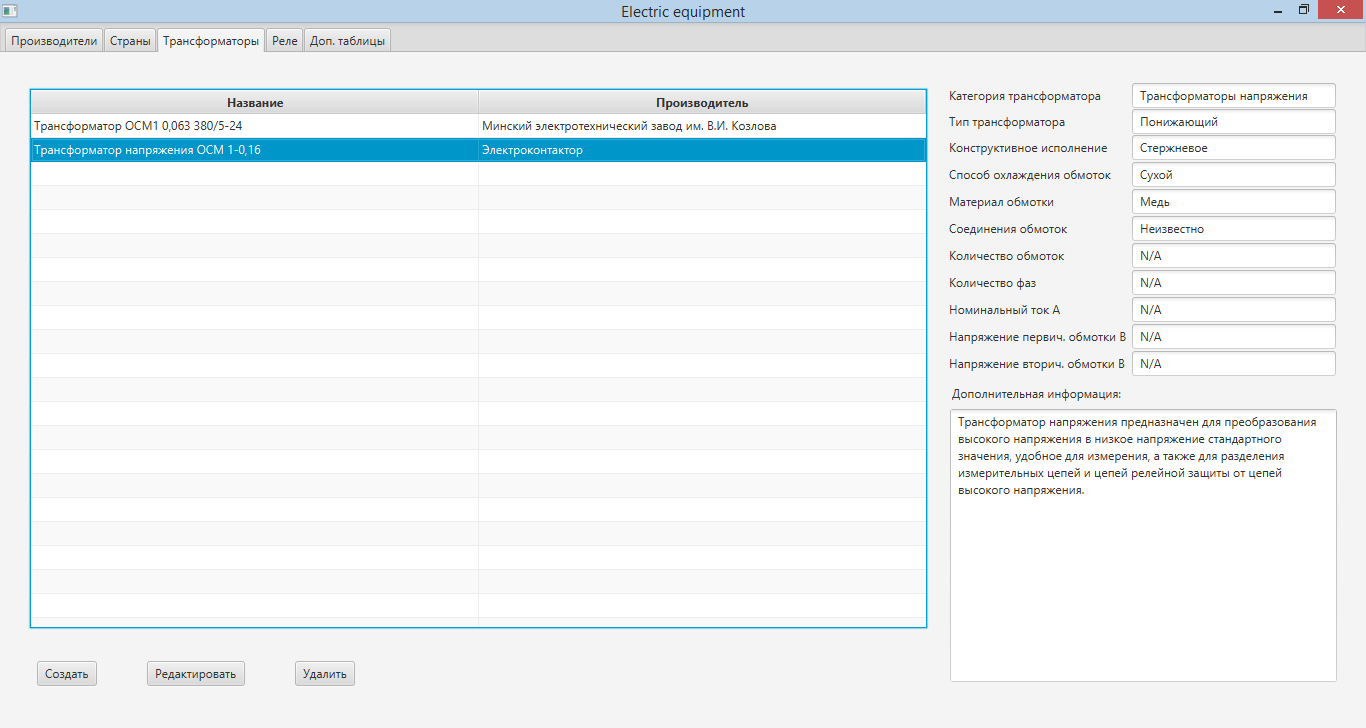 Electric equipment
Производители Страны Трансформаторы Реле Доп. таблицы
Название Производитель
Трансформатор ОСМ1 0,063 380/5-24 Минский электротехнический завод им. В.И. Козлова
Трансформатор напряжения ОСМ 1-0,16 Электроконтактор
Категория трансформатора Трансформаторы напряжения
Тип трансформатора Понижающий
Конструктивное исполнение Стержневое
Способ охлаждения обмоток Сухой
Материал обмотки Медь
Соединения обмоток Неизвестно
Количество обмоток N/A
Количество фаз N/A
Номинальный ток А N/A
Напряжение первич. обмотки В N/A
Напряжение вторич. обмотки В N/A
Дополнительная информация:
Трансформатор напряжения предназначен для преобразования
высокого напряжения в низкое напряжение стандартного
значения, удобное для измерения, а также для разделения
измерительных цепей и цепей релейной защиты от цепей
высокого напряжения.
Создать Редактировать Удалить